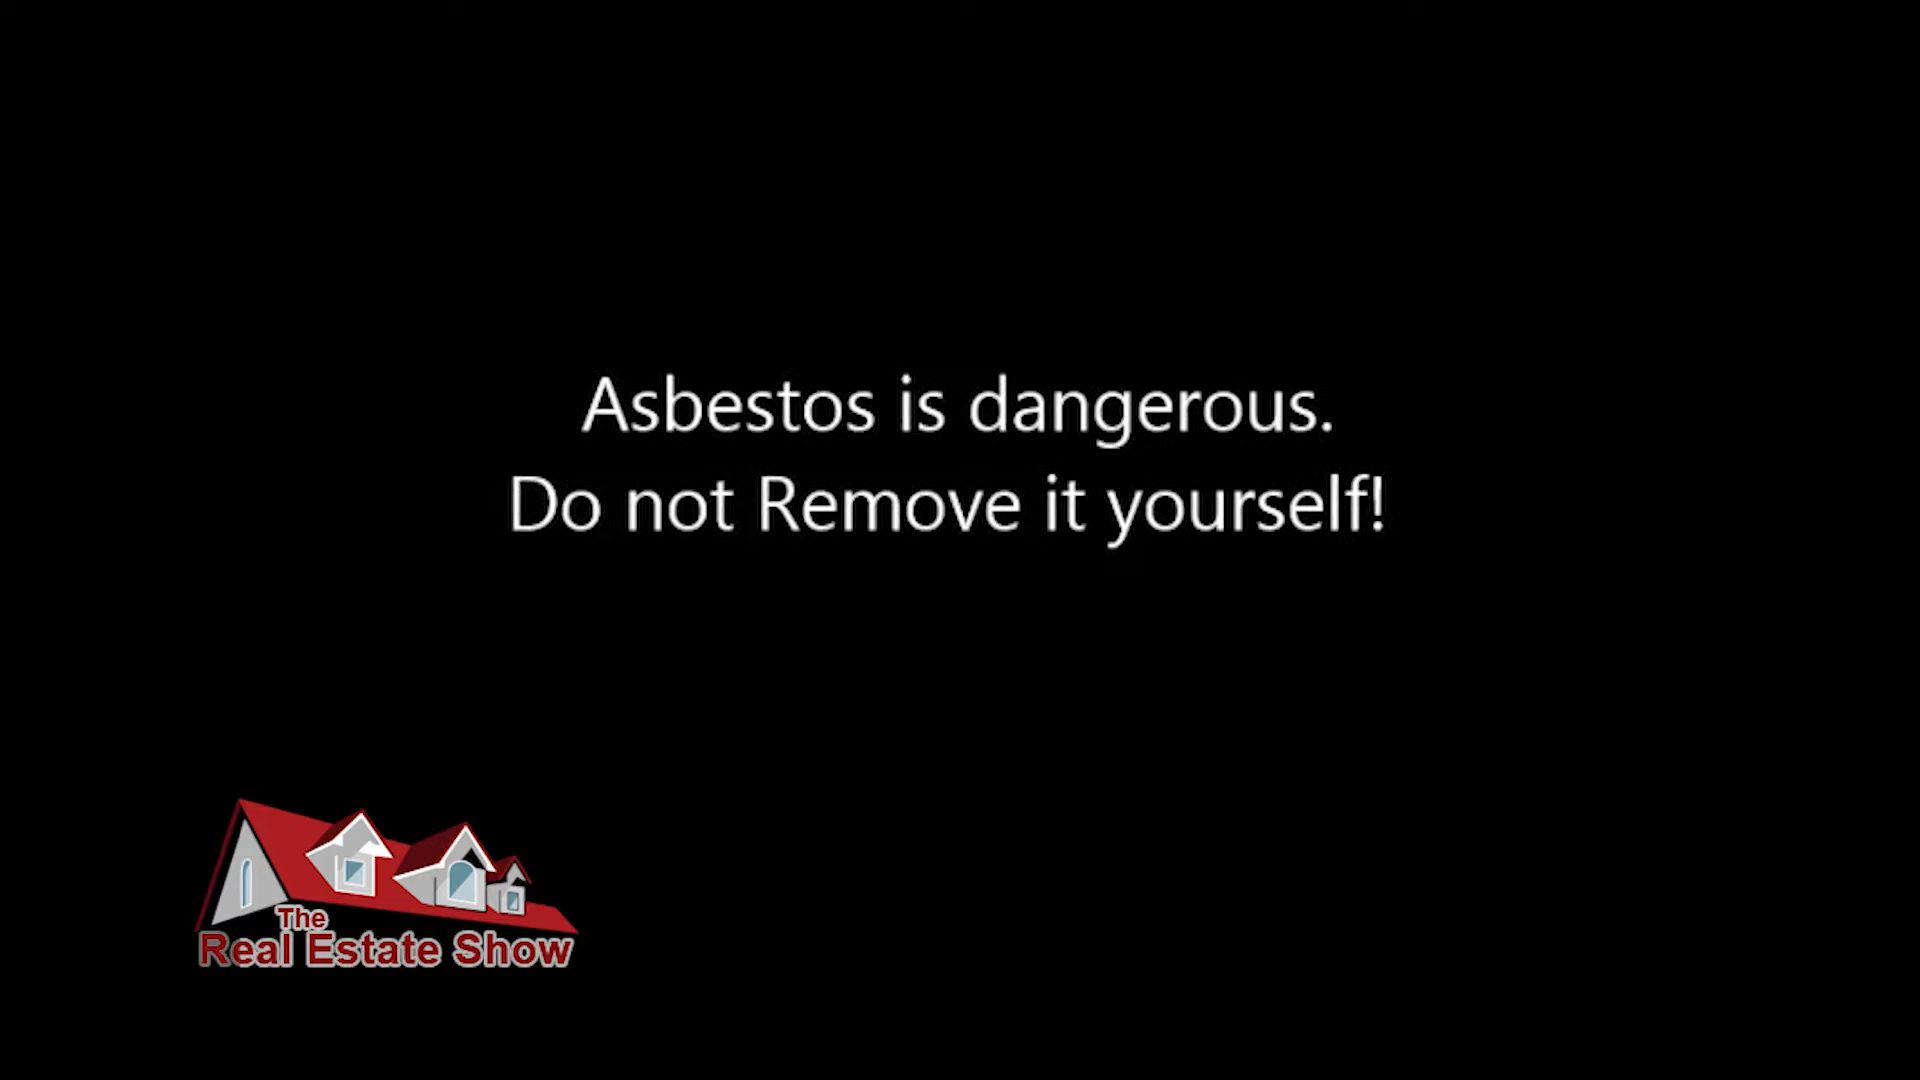 Asbestos is dangerous.
Do not Remove it yourself!
The
Real Estate Show